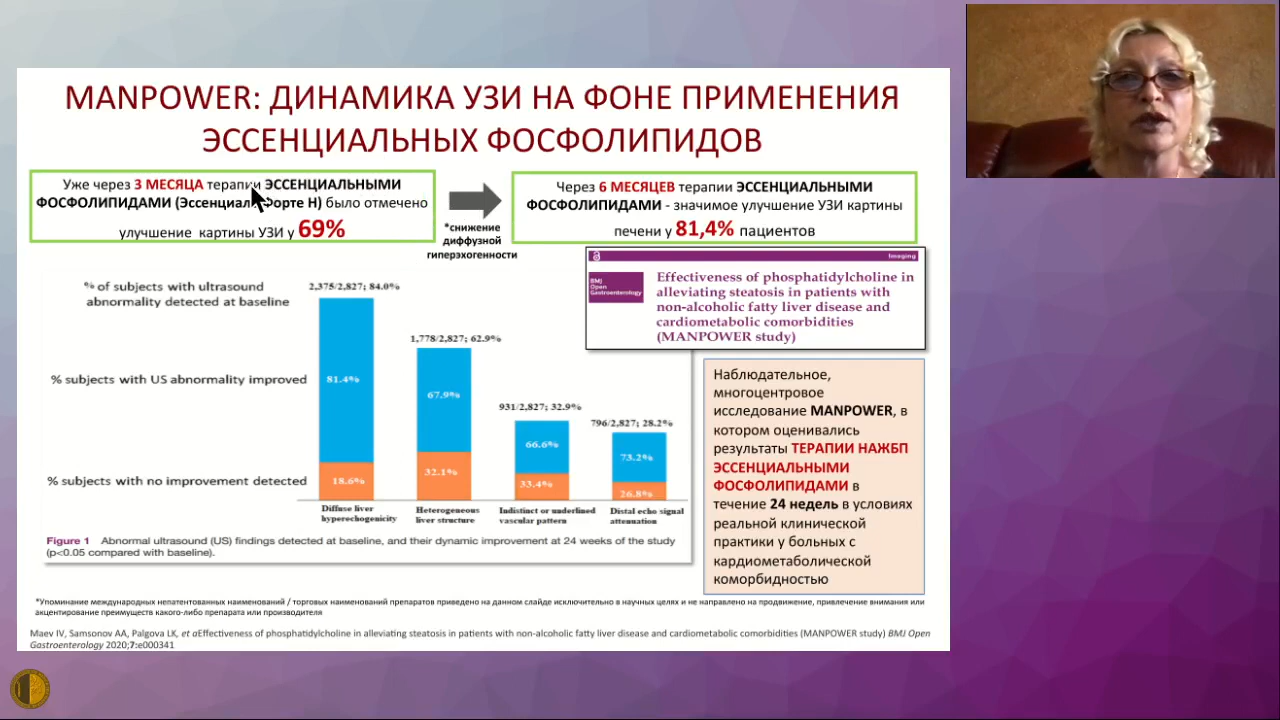 MANPOWER: ДИНАМИКА УЗИ НА ФОНЕ ПРИМЕНЕНИЯ
ЭССЕНЦИАЛЬНЫХ ФОСФОЛИПИДОВ
Уже через 3 МЕСЯЦА терапии ЭССЕНЦИАЛЬНЫМИ
ФОСФОЛИПИДАМИ (Эссенциале форте Н) было отмечено
улучшение картины УЗИ у 69%
*снижение
диффузной
гиперэхогенности
Через 6 МЕСЯЦЕВ терапии ЭССЕНЦИАЛЬНЫМИ
ФОСФОЛИПИДАМИ - значимое улучшение УЗИ картины
печени у 81,4% пациентов
Imaging
BMJ
Open
Gastroenterology
Effectiveness of phosphatidylcholine in
alleviating steatosis in patients with
non-alcoholic fatty liver disease and
cardiometabolic comorbidities
(MANPOWER study)
% of subjects with ultrasound
abnormality detected at baseline
% subjects with US abnormality improved
% subjects with no improvement detected
2,375/2,827; 84.0%
81.4%
18.6%
Diffuse liver
hyperechogenicity
1,778/2,827; 62.9%
67.9%
32.1%
Heterogeneous
liver structure
931/2,827; 32.9%
66.6%
33.4%
Indistinct or underlined
vascular pattern
796/2,827; 28.2%
73.2%
26.8%
Distal echo signal
attenuation
Figure 1 Abnormal ultrasound (US) findings detected at baseline, and their dynamic improvement at 24 weeks of the study
(p<0.05 compared with baseline).
Наблюдательное,
многоцентровое
исследование MANPOWER, в
котором оценивались
результаты ТЕРАПИИ НАЖБП
ЭССЕНЦИАЛЬНЫМИ
ФОСФОЛИПИДАМИ в
течение 24 недель в условиях
реальной клинической
практики у больных с
кардиометаболической
коморбидностью
*Упоминание международных непатентованных наименований / торговых наименований препаратов приведено на данном слайде исключительно в научных целях и не направлено на продвижение, привлечение внимания или
акцентирование преимуществ какого-либо препарата или производителя
Maev IV, Samsonov AA, Palgova LK, et aEffectiveness of phosphatidylcholine in alleviating steatosis in patients with non-alcoholic fatty liver disease and cardiometabolic comorbidities (MANPOWER study) BMJ Open
Gastroenterology 2020;7:e000341